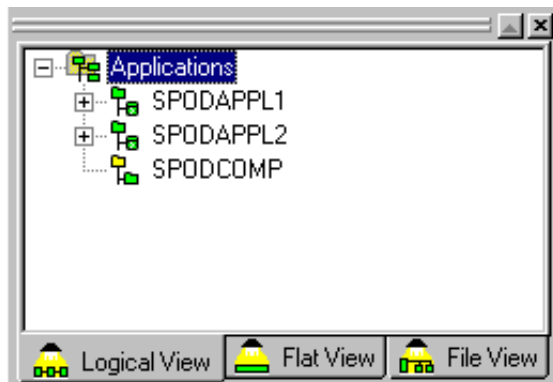 Applications
SPODAPPL1
SPODAPPL2
SPODCOMP
Logical View Flat View File View